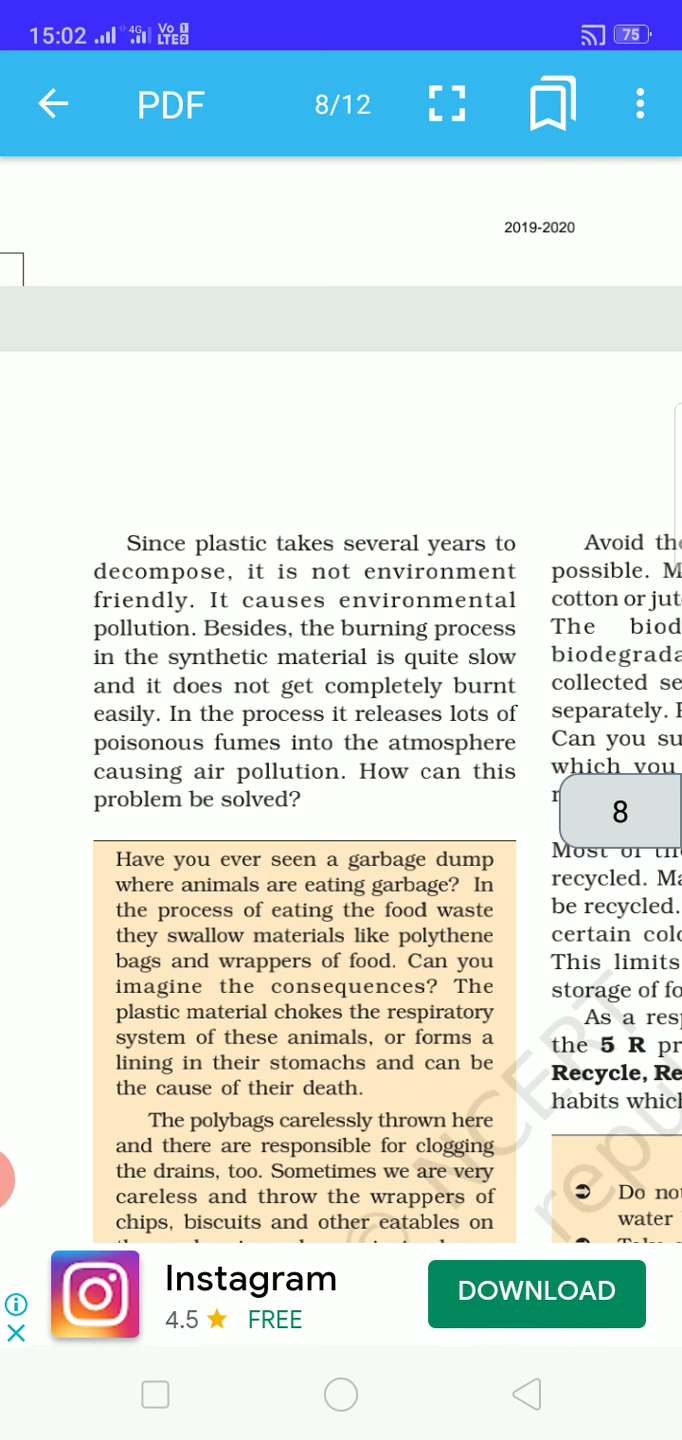 15:02 4G Vo 1 LTE2 75
PDF 8/12
2019-2020
Since plastic takes several years to
decompose, it is not environment
friendly. It causes environmental
pollution. Besides, the burning process
in the synthetic material is quite slow
and it does not get completely burnt
easily. In the process it releases lots of
poisonous fumes into the atmosphere
causing air pollution. How can this
problem be solved?
Have you ever seen a garbage dump
where animals are eating garbage? In
the process of eating the food waste
they swallow materials like polythene
bags and wrappers of food. Can you
imagine the consequences? The
plastic material chokes the respiratory
system of these animals, or forms a
lining in their stomachs and can be
the cause of their death.
The polybags carelessly thrown here
and there are responsible for clogging
the drains, too. Sometimes we are very
careless and throw the wrappers of
chips, biscuits and other eatables on
Avoid
possible.
cotton or
The
collected
separately.
Can you
which you
8
Most of
recycled.
be recycled.
certain
This limits
storage of
As a
the 5 R
Recycle,
habits
Do
water
© NCERT
Instagram
4.5 FREE
DOWNLOAD